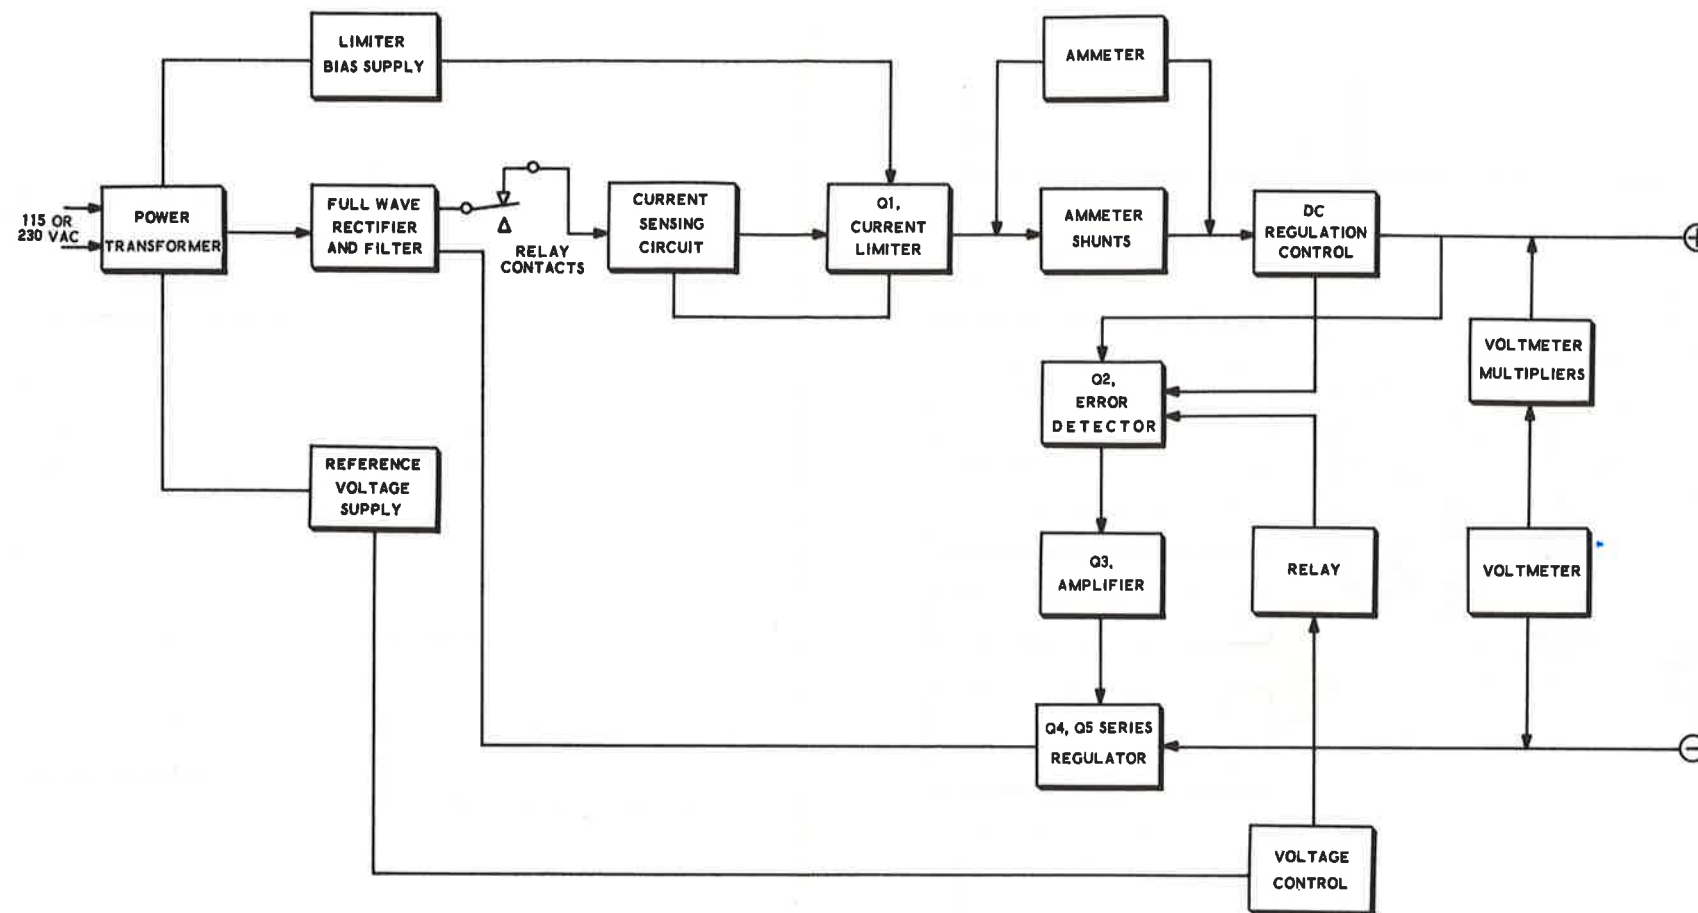 LIMITER
BIAS SUPPLY
AMMETER
115 OR
230 VAC
POWER
TRANSFORMER
FULL WAVE
RECTIFIER
AND FILTER
RELAY
CONTACTS
CURRENT
SENSING
CIRCUIT
Q1,
CURRENT
LIMITER
AMMETER
SHUNTS
DC
REGULATION
CONTROL
+
VOLTMETER
MULTIPLIERS
Q2,
ERROR
DETECTOR
REFERENCE
VOLTAGE
SUPPLY
Q3,
AMPLIFIER
RELAY
VOLTMETER
Q4, Q5 SERIES
REGULATOR
−
VOLTAGE
CONTROL